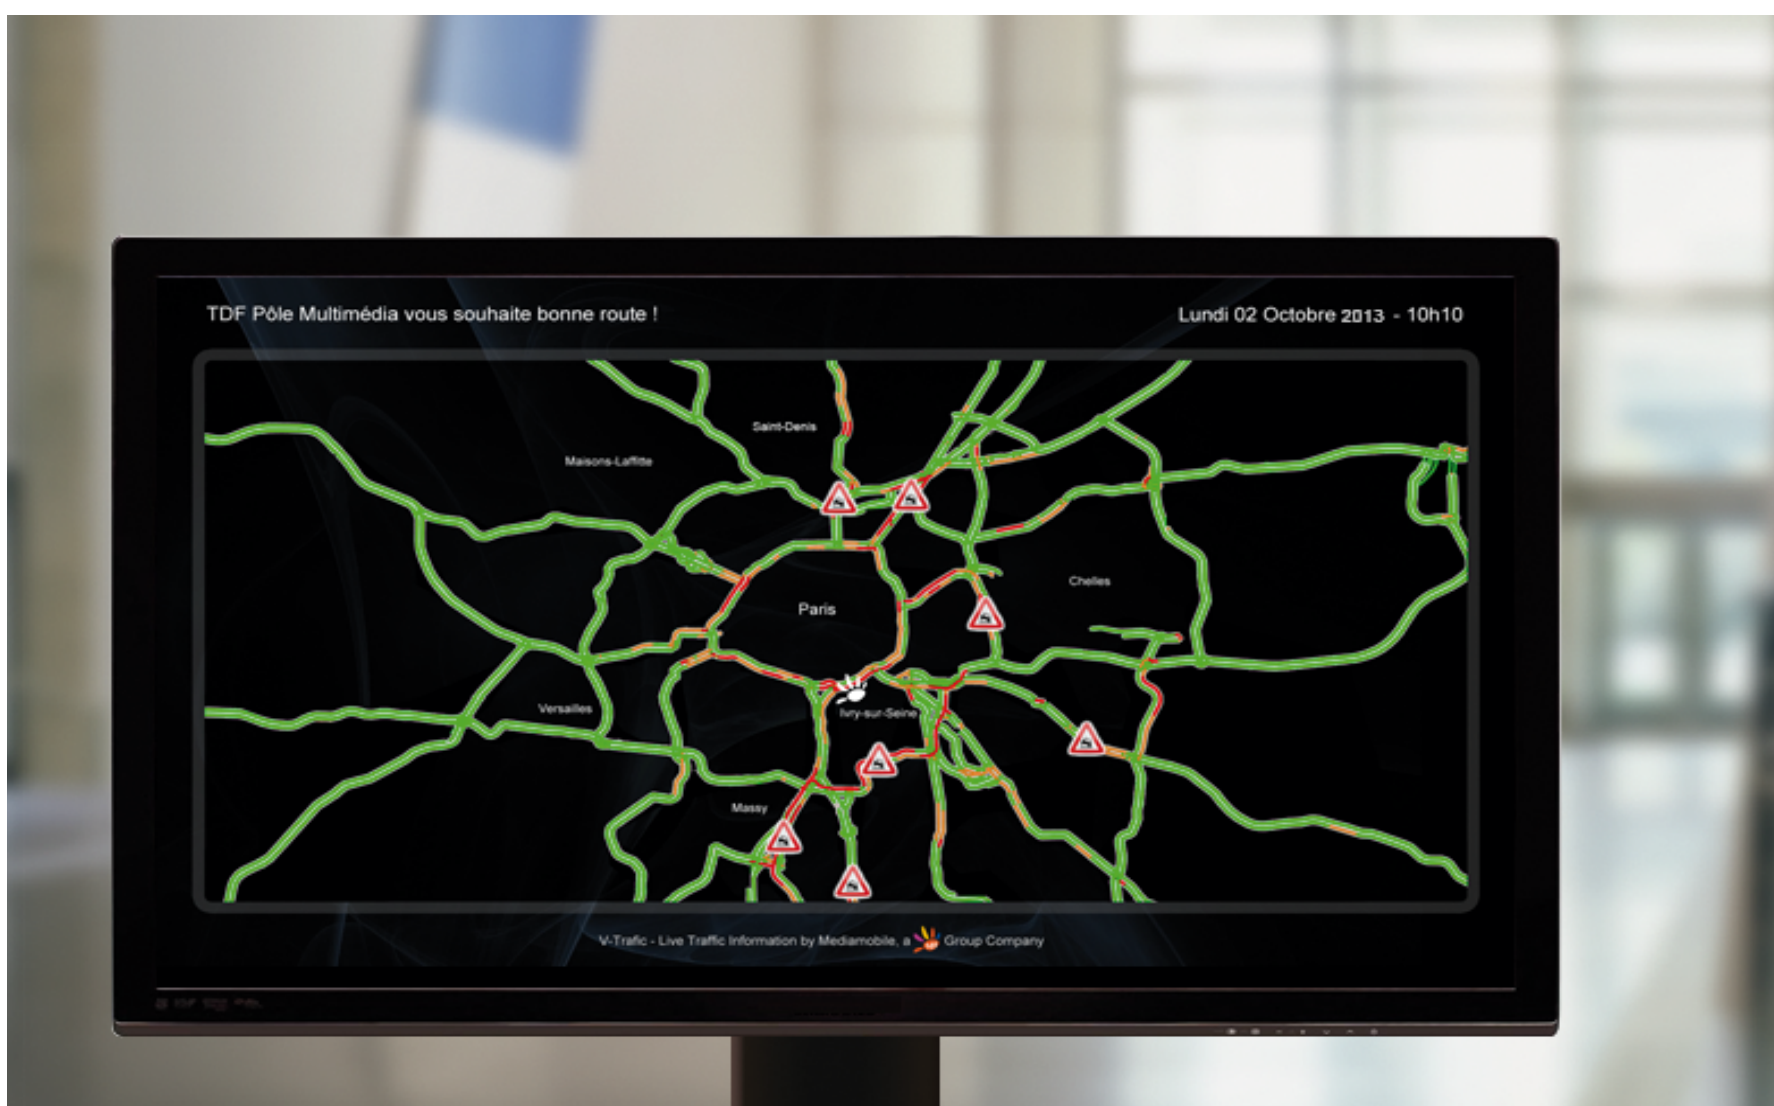 TDF Pôle Multimédia vous souhaite bonne route !
Lundi 02 Octobre 2013 - 10h10
Saint-Denis
Maisons-Laffitte
Chelles
Paris
Versailles
Ivry-sur-Seine
Massy
V-Trafic - Live Traffic Information by Mediamobile, a Group Company